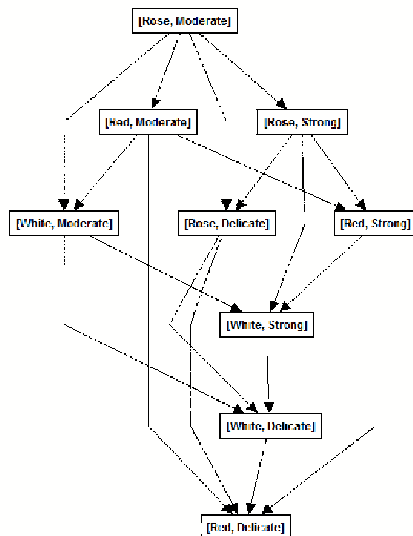 [Rose, Moderate]
[Red, Moderate]
[Rose, Strong]
[White, Moderate]
[Rose, Delicate]
[Red, Strong]
[White, Strong]
[White, Delicate]
[Red, Delicate]